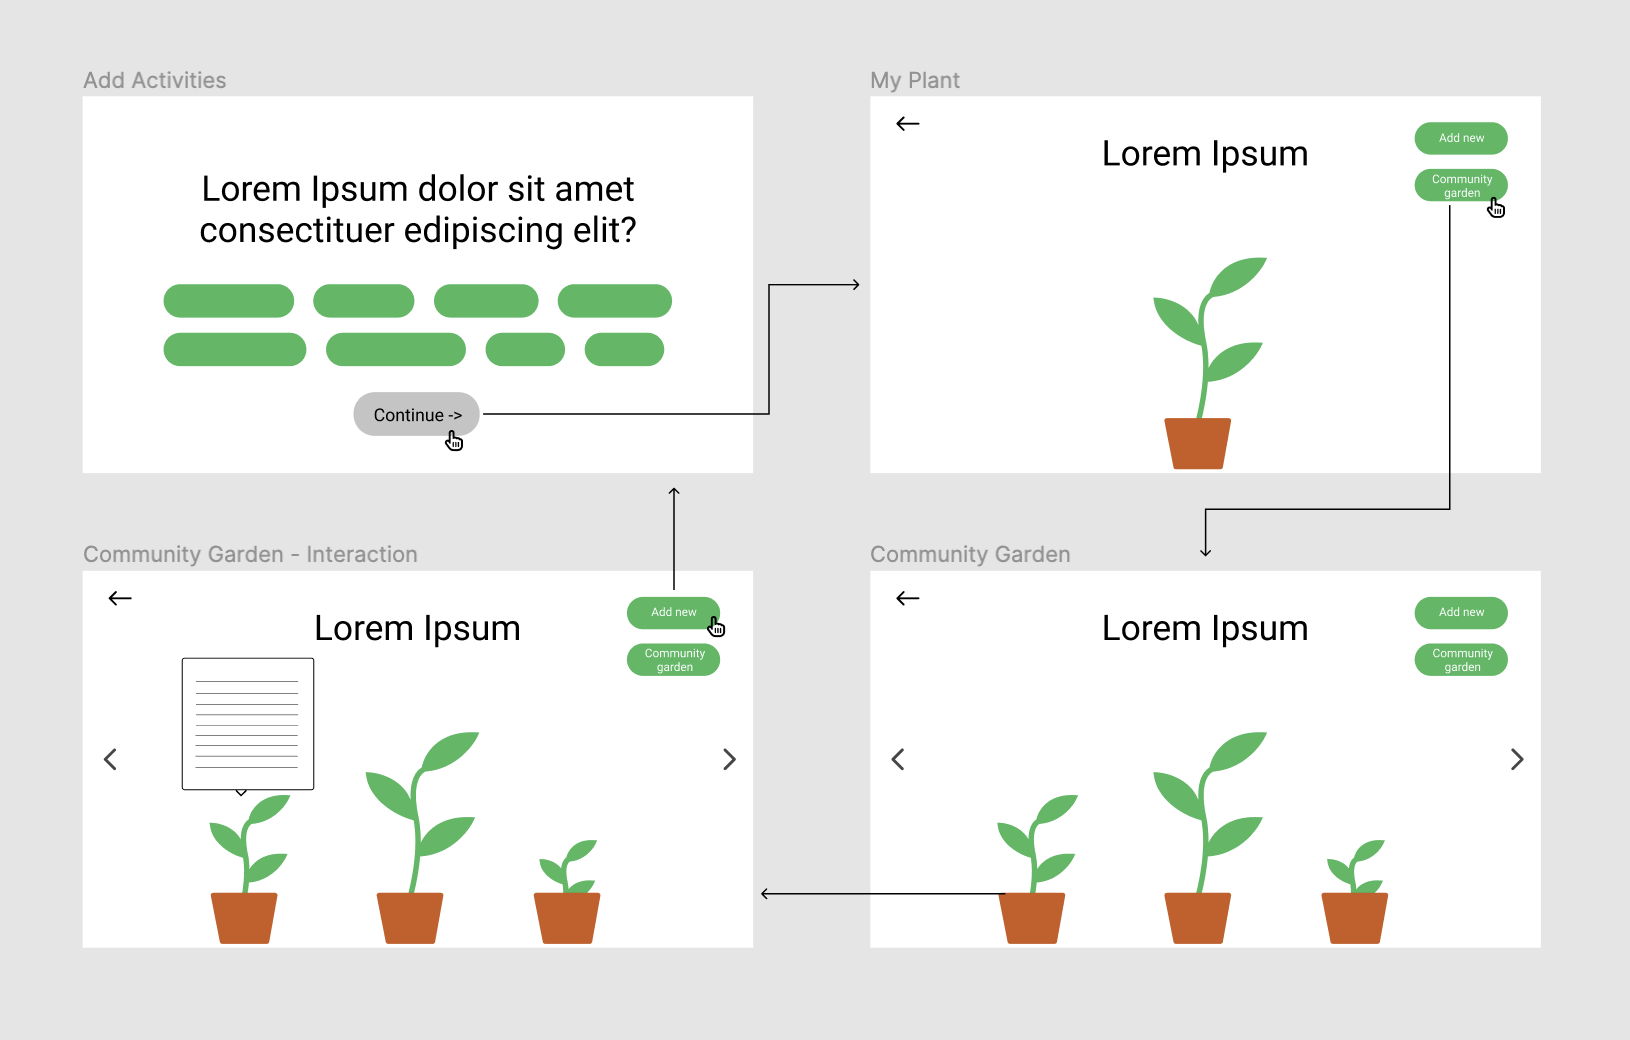 Add Activities
Lorem Ipsum dolor sit amet
consectituer edipiscing elit?
Continue ->
My Plant
Lorem Ipsum
Add new
Community
garden
Community Garden - Interaction
Lorem Ipsum
Add new
Community
garden
Community Garden
Lorem Ipsum
Add new
Community
garden